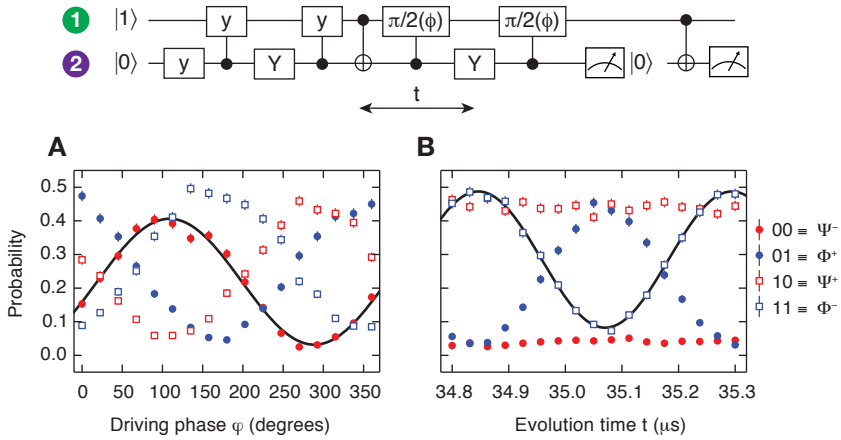 1 |1⟩ y y π/2(ϕ) π/2(ϕ)
2 |0⟩ y Y Y |0⟩
t
A B
0.5
0.4
0.3
0.2
0.1
0.0
Probability
0 50 100 150 200 250 300 350
Driving phase φ (degrees)
34.8 34.9 35.0 35.1 35.2 35.3
Evolution time t (μs)
00 ≡ Ψ⁻
01 ≡ Φ⁺
10 ≡ Ψ⁺
11 ≡ Φ⁻